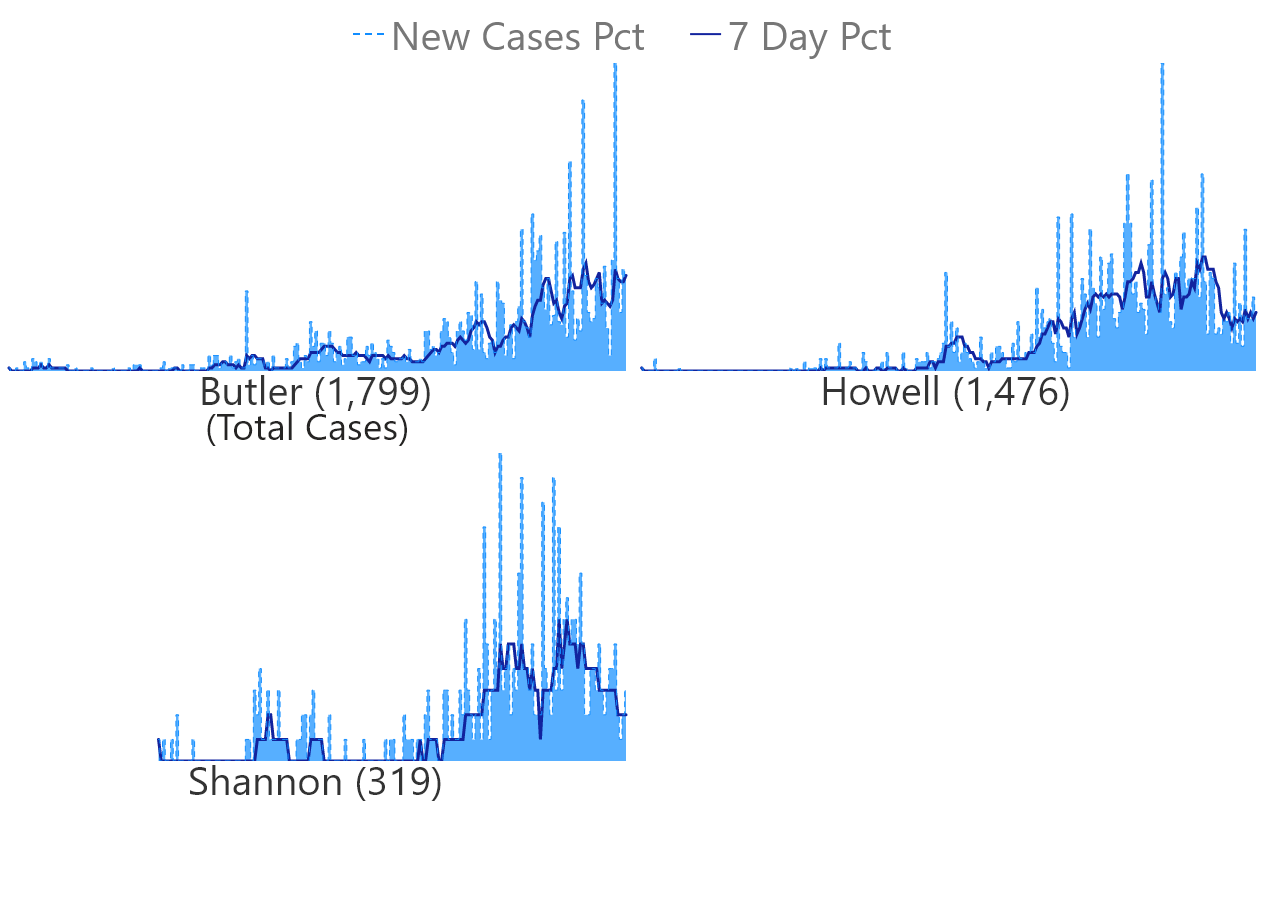 New Cases Pct 7 Day Pct
Butler (1,799)
(Total Cases)
Howell (1,476)
Shannon (319)